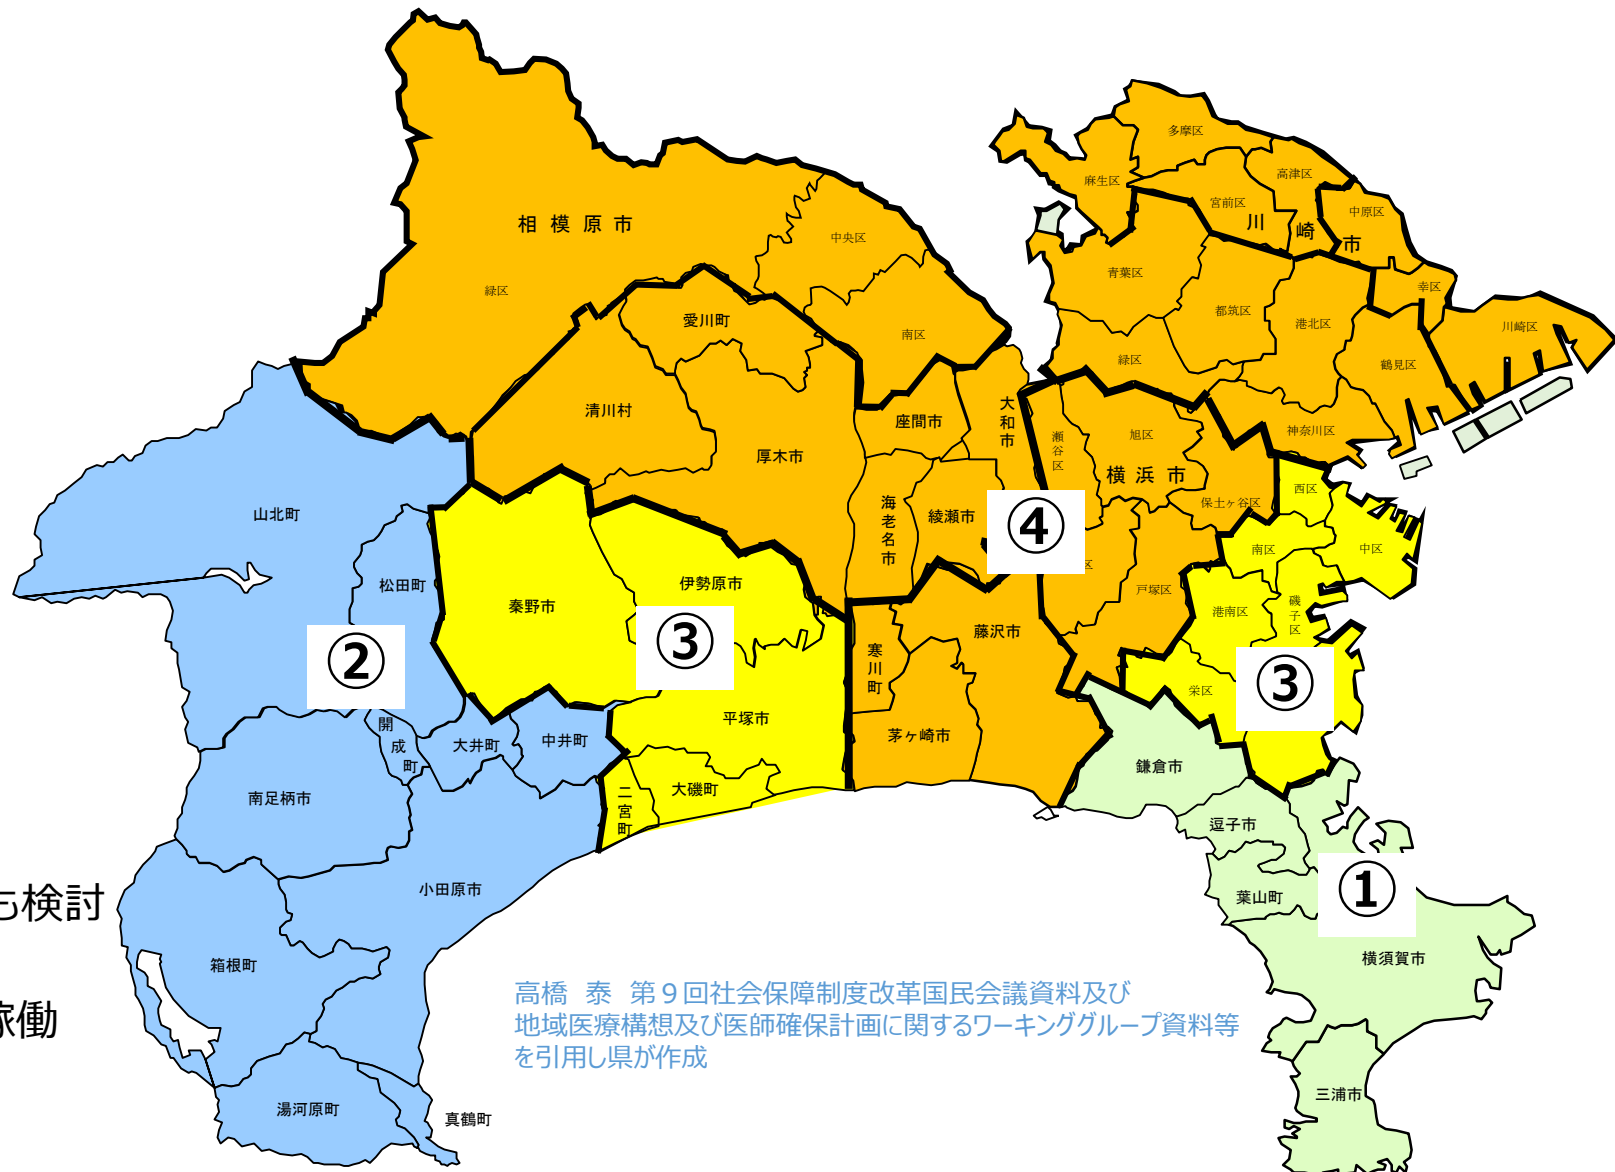 多摩区
麻生区
高津区
宮前区
中原区
川
崎
市
相模原市
中央区
緑区
南区
青葉区
都筑区
港北区
幸区
川崎区
鶴見区
緑区
神奈川区
愛川町
清川村
厚木市
座間市
大和市
海老名市
綾瀬市
瀬谷区
旭区
横浜市
保土ヶ谷区
西区
中区
南区
④
区
戸塚区
港南区
磯子区
栄区
③
山北町
松田町
秦野市
伊勢原市
③
②
平塚市
寒川町
藤沢市
茅ヶ崎市
開成町
大井町
中井町
二宮町
大磯町
南足柄市
小田原市
箱根町
湯河原町
真鶴町
鎌倉市
逗子市
葉山町
①
横須賀市
三浦市
検討
稼働
高橋 泰 第９回社会保障制度改革国民会議資料及び
地域医療構想及び医師確保計画に関するワーキンググループ資料等
を引用し県が作成